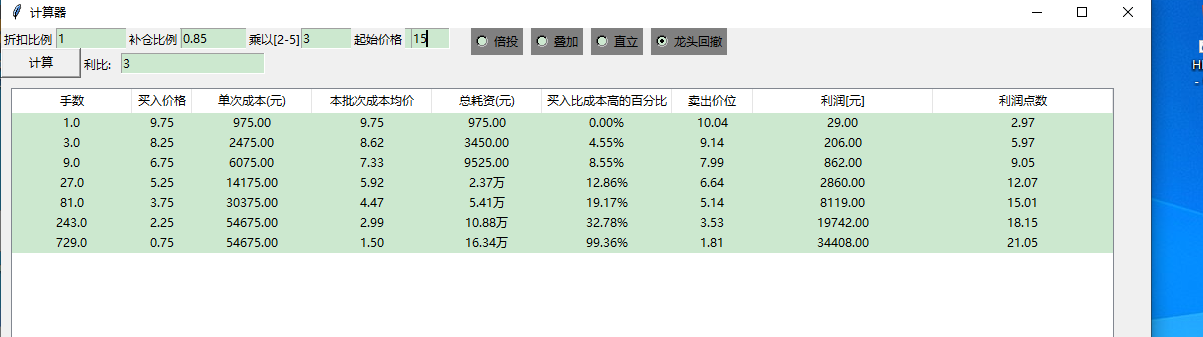 计算器
折扣比例 1 补仓比例 0.85 乘以[2-5] 3 起始价格 15 倍投 叠加 直立 龙头回撤
计算 利比: 3
手数 买入价格 单次成本(元) 本批次成本均价 总耗资(元) 买入比成本高的百分比 卖出价位 利润[元] 利润点数
1.0 9.75 975.00 9.75 975.00 0.00% 10.04 29.00 2.97
3.0 8.25 2475.00 8.62 3450.00 4.55% 9.14 206.00 5.97
9.0 6.75 6075.00 7.33 9525.00 8.55% 7.99 862.00 9.05
27.0 5.25 14175.00 5.92 2.37万 12.86% 6.64 2860.00 12.07
81.0 3.75 30375.00 4.47 5.41万 19.17% 5.14 8119.00 15.01
243.0 2.25 54675.00 2.99 10.88万 32.78% 3.53 19742.00 18.15
729.0 0.75 54675.00 1.50 16.34万 99.36% 1.81 34408.00 21.05